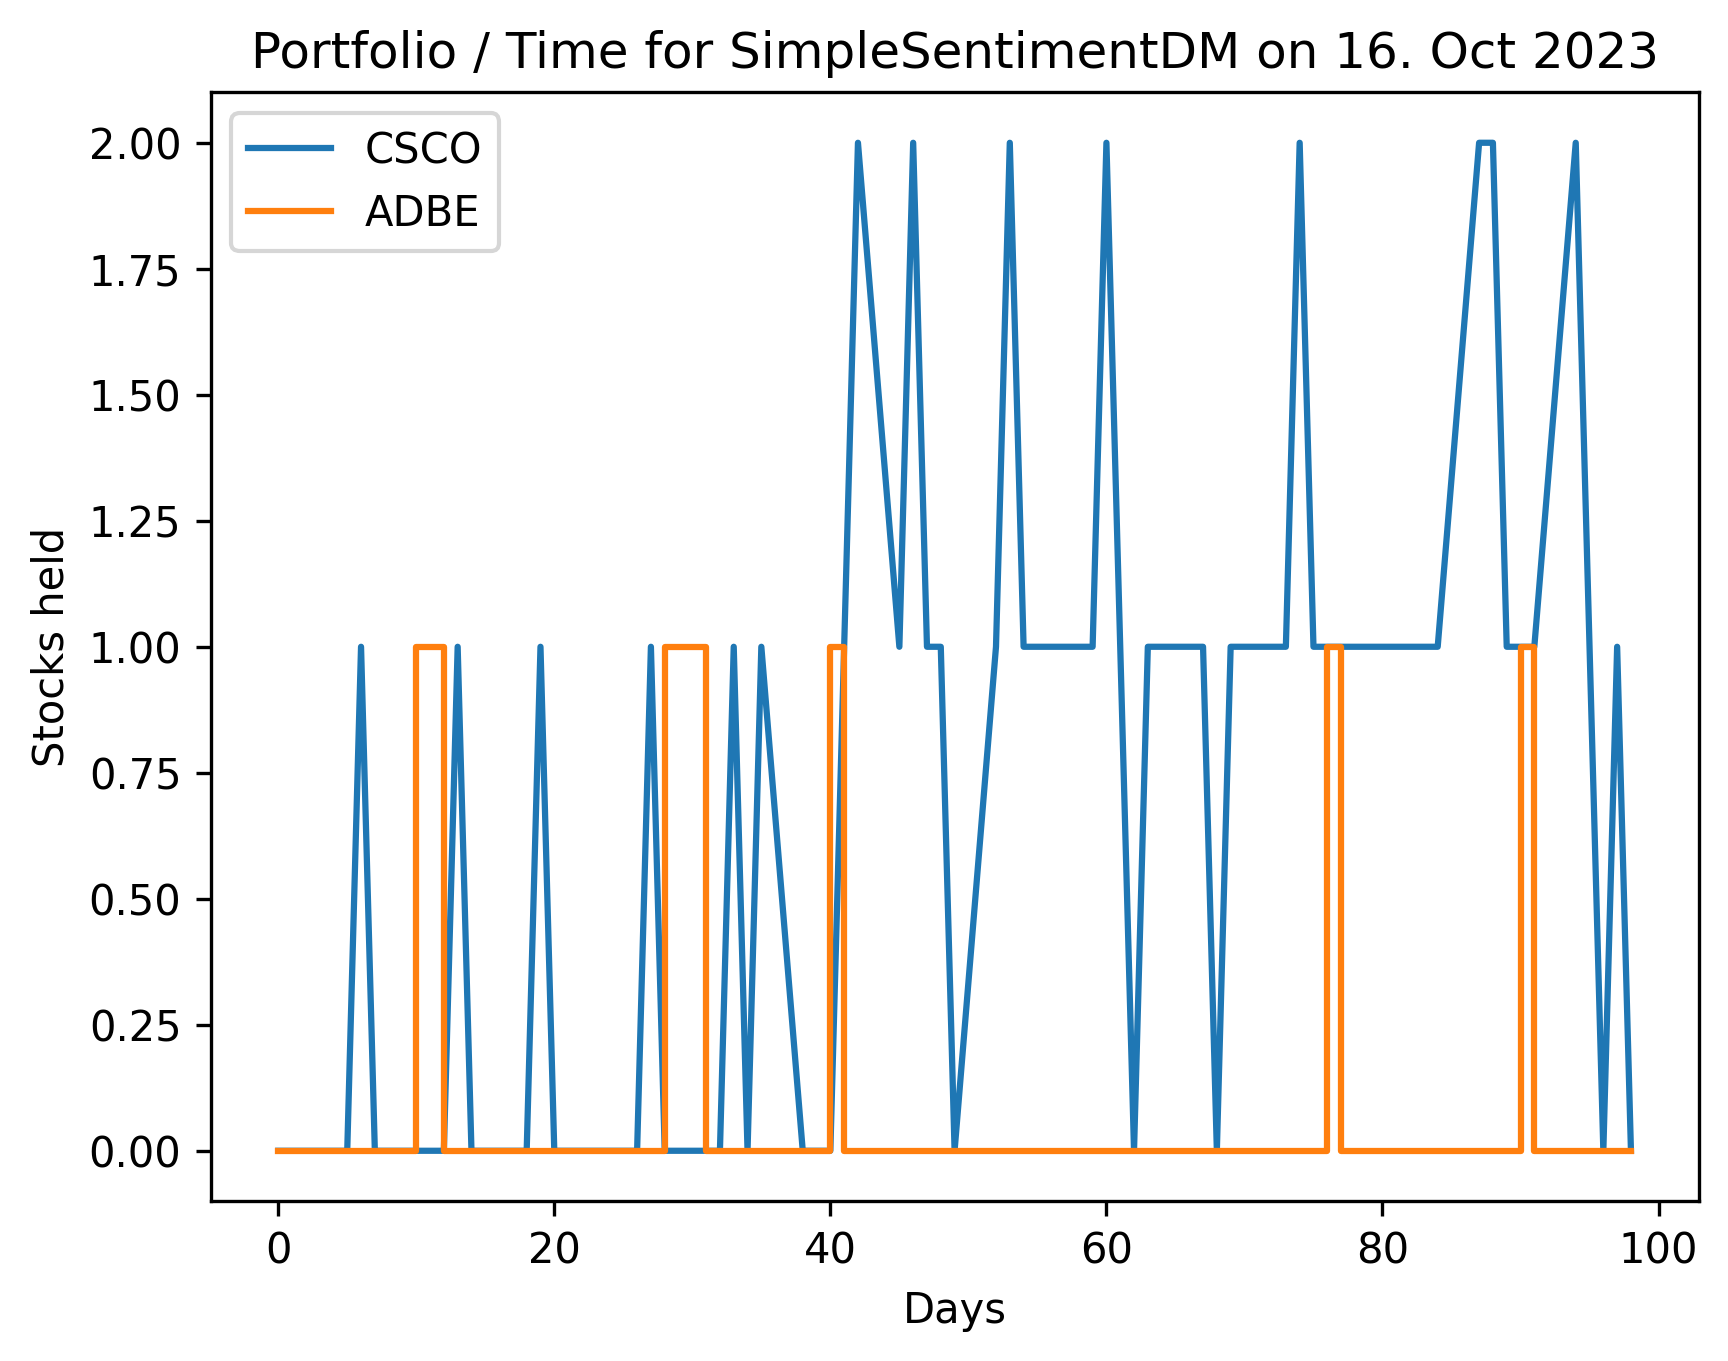 Portfolio / Time for SimpleSentimentDM on 16. Oct 2023
CSCO
ADBE
2.00
1.75
1.50
1.25
1.00
0.75
0.50
0.25
0.00
Stocks held
0 20 40 60 80 100
Days